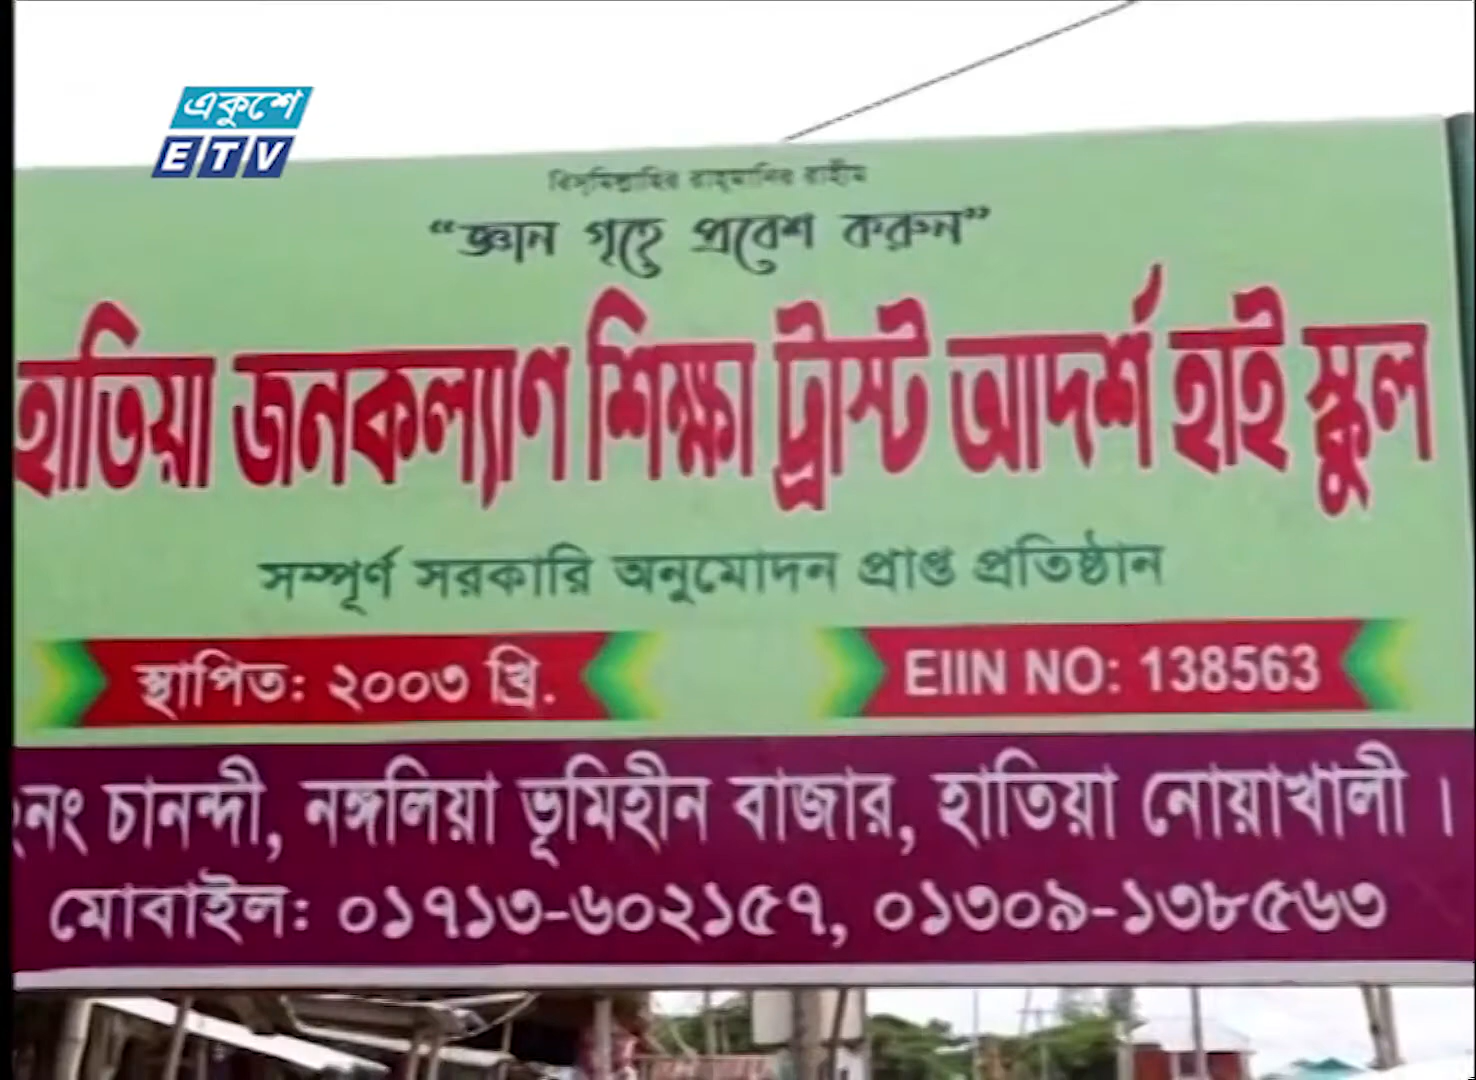 একুশে
ETV
বিস্‌মিল্লাহির রাহ্‌মানির রাহীম
“জ্ঞান গৃহে প্রবেশ করুন”
হাতিয়া জনকল্যাণ শিক্ষা ট্রাস্ট আদর্শ হাই স্কুল
সম্পূর্ণ সরকারি অনুমোদন প্রাপ্ত প্রতিষ্ঠান
স্থাপিত: ২০০৩ খ্রি. EIIN NO: 138563
নং চানন্দী, নঙ্গলিয়া ভূমিহীন বাজার, হাতিয়া নোয়াখালী ।
মোবাইল: ০১৭১৩-৬০২১৫৭, ০১৩০৯-১৩৮৫৬৩